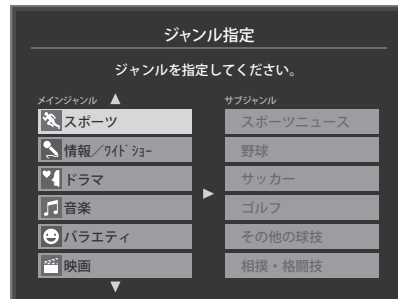 ジャンル指定
ジャンルを指定してください。
メインジャンル
サブジャンル
スポーツ
スポーツニュース
情報／ﾜｲﾄﾞｼｮｰ
野球
ドラマ
サッカー
音楽
ゴルフ
バラエティ
その他の球技
映画
相撲・格闘技